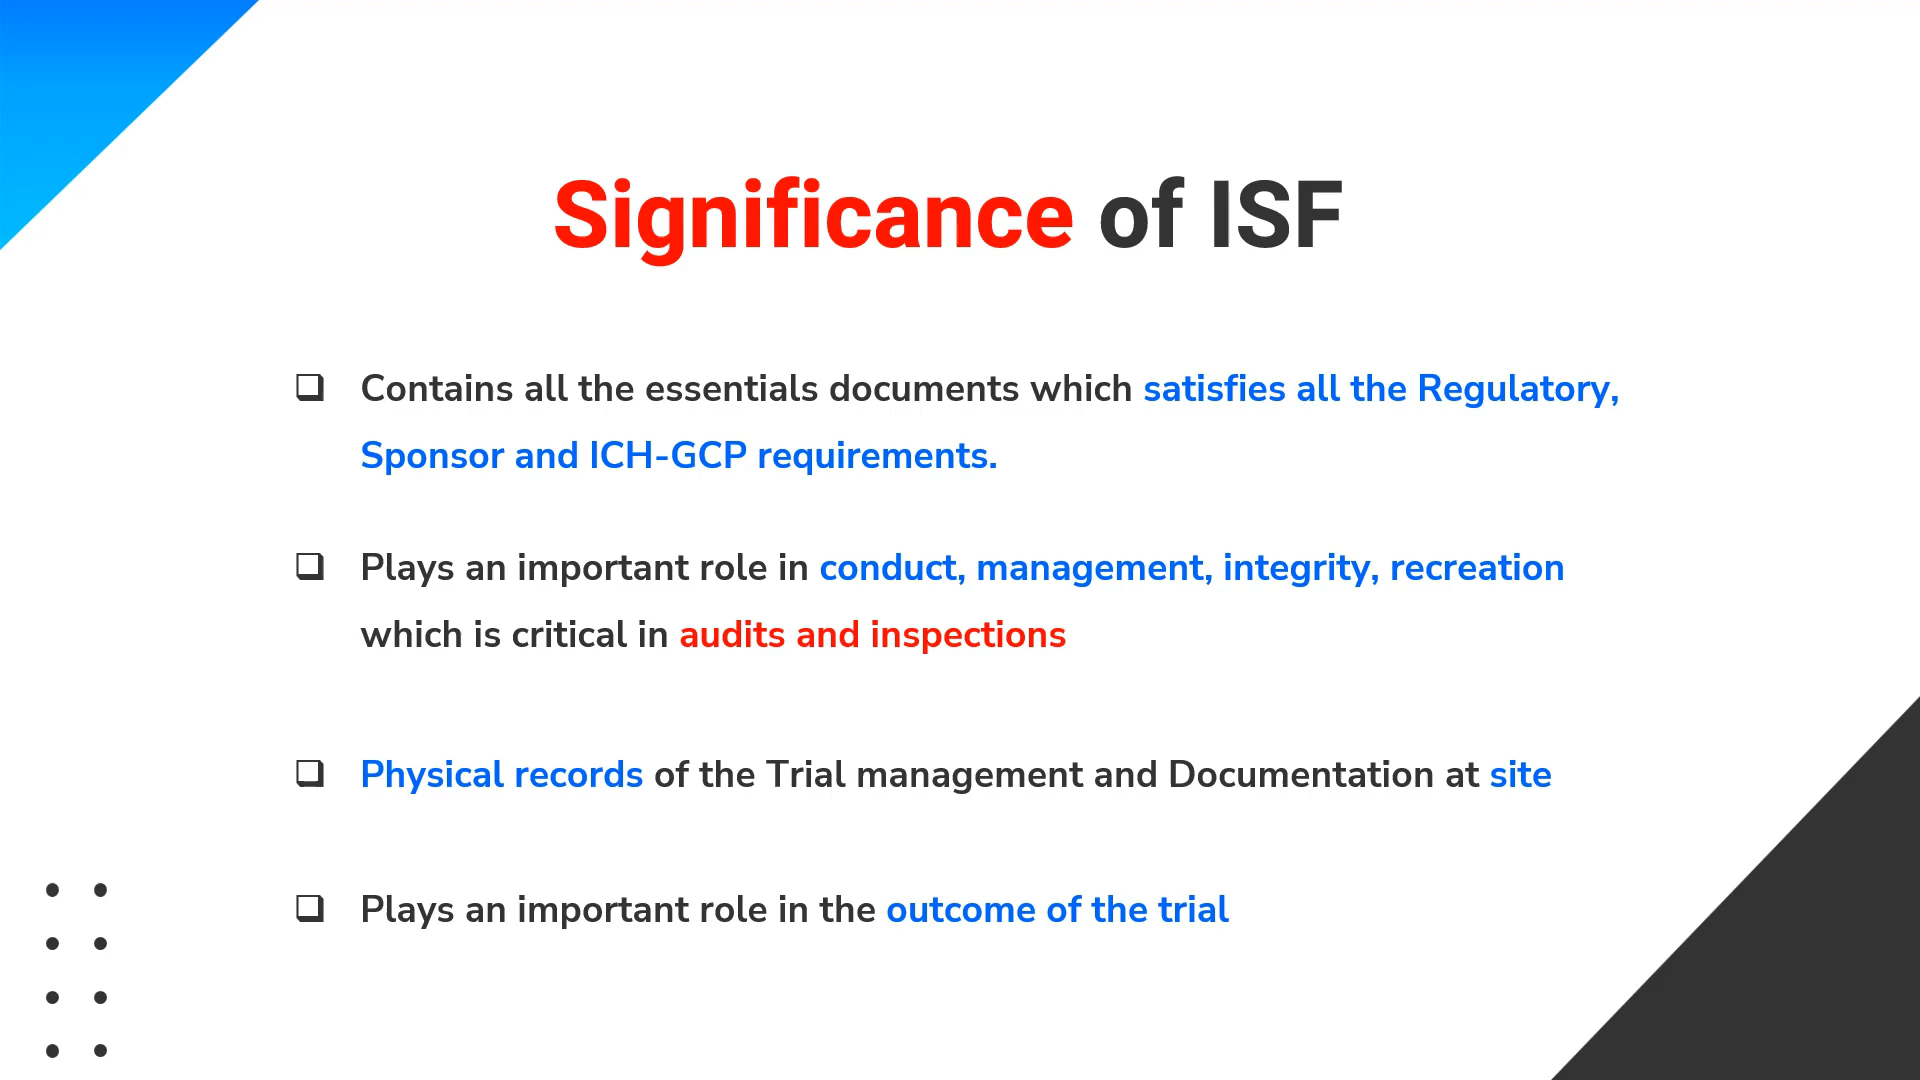 Significance of ISF
❑ Contains all the essentials documents which satisfies all the Regulatory,
Sponsor and ICH-GCP requirements.
❑ Plays an important role in conduct, management, integrity, recreation
which is critical in audits and inspections
❑ Physical records of the Trial management and Documentation at site
❑ Plays an important role in the outcome of the trial